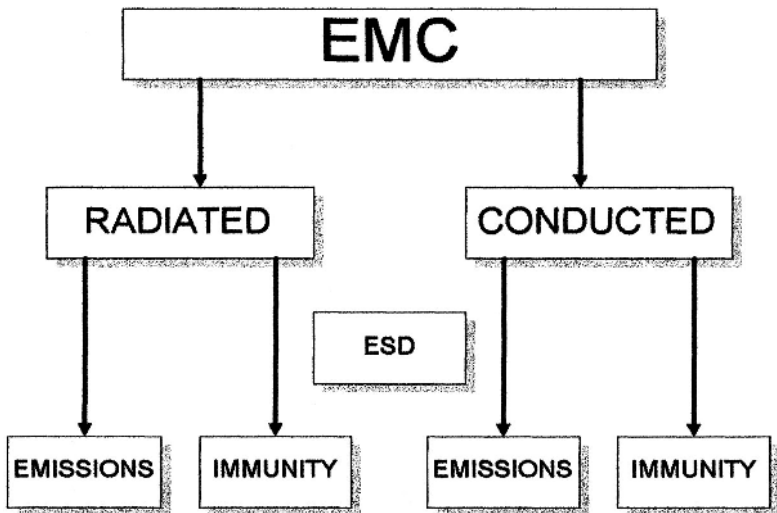 EMC
RADIATED
CONDUCTED
ESD
EMISSIONS
IMMUNITY
EMISSIONS
IMMUNITY